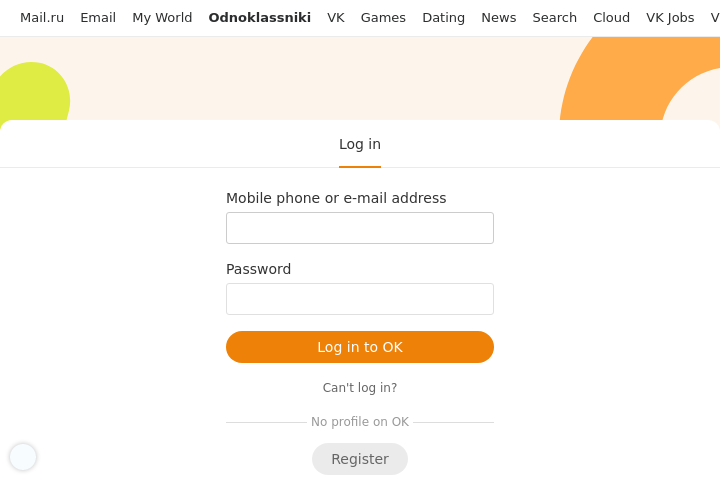 Mail.ru Email My World Odnoklassniki VK Games Dating News Search Cloud VK Jobs
Log in
Mobile phone or e-mail address
Password
Log in to OK
Can't log in?
No profile on OK
Register